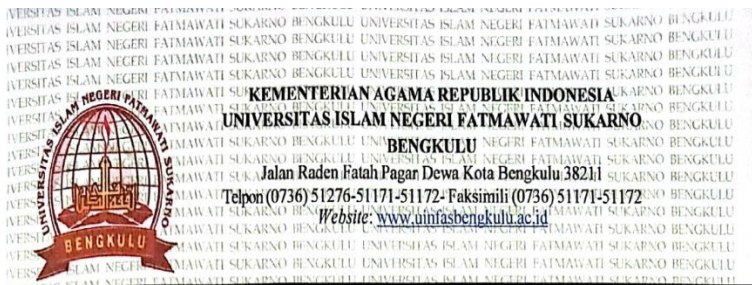 KEMENTERIAN AGAMA REPUBLIK INDONESIA
UNIVERSITAS ISLAM NEGERI FATMAWATI SUKARNO
BENGKULU
Jalan Raden Fatah Pagar Dewa Kota Bengkulu 38211
Telpon (0736) 51276-51171-51172- Faksimili (0736) 51171-51172
Website: www.uinfasbengkulu.ac.id
UNIVERSITAS ISLAM NEGERI FATMAWATI SUKARNO
BENGKULU